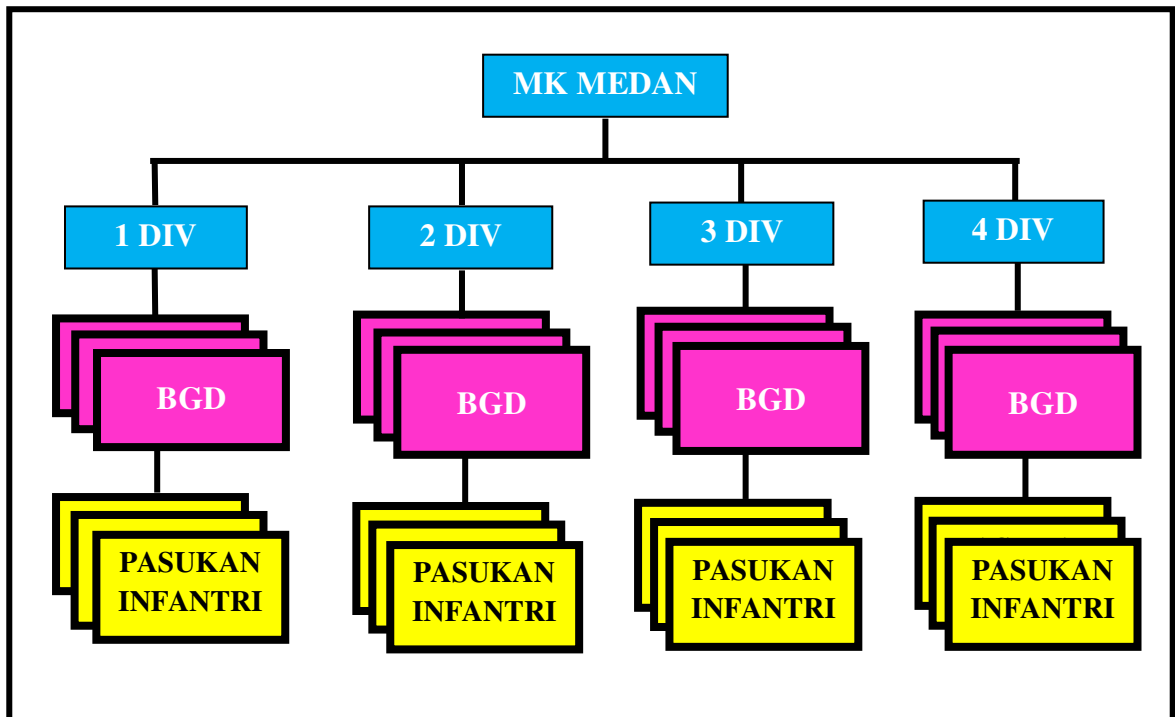 MK MEDAN
1 DIV
2 DIV
3 DIV
4 DIV
BGD
BGD
BGD
BGD
PASUKAN
INFANTRI
PASUKAN
INFANTRI
PASUKAN
INFANTRI
PASUKAN
INFANTRI